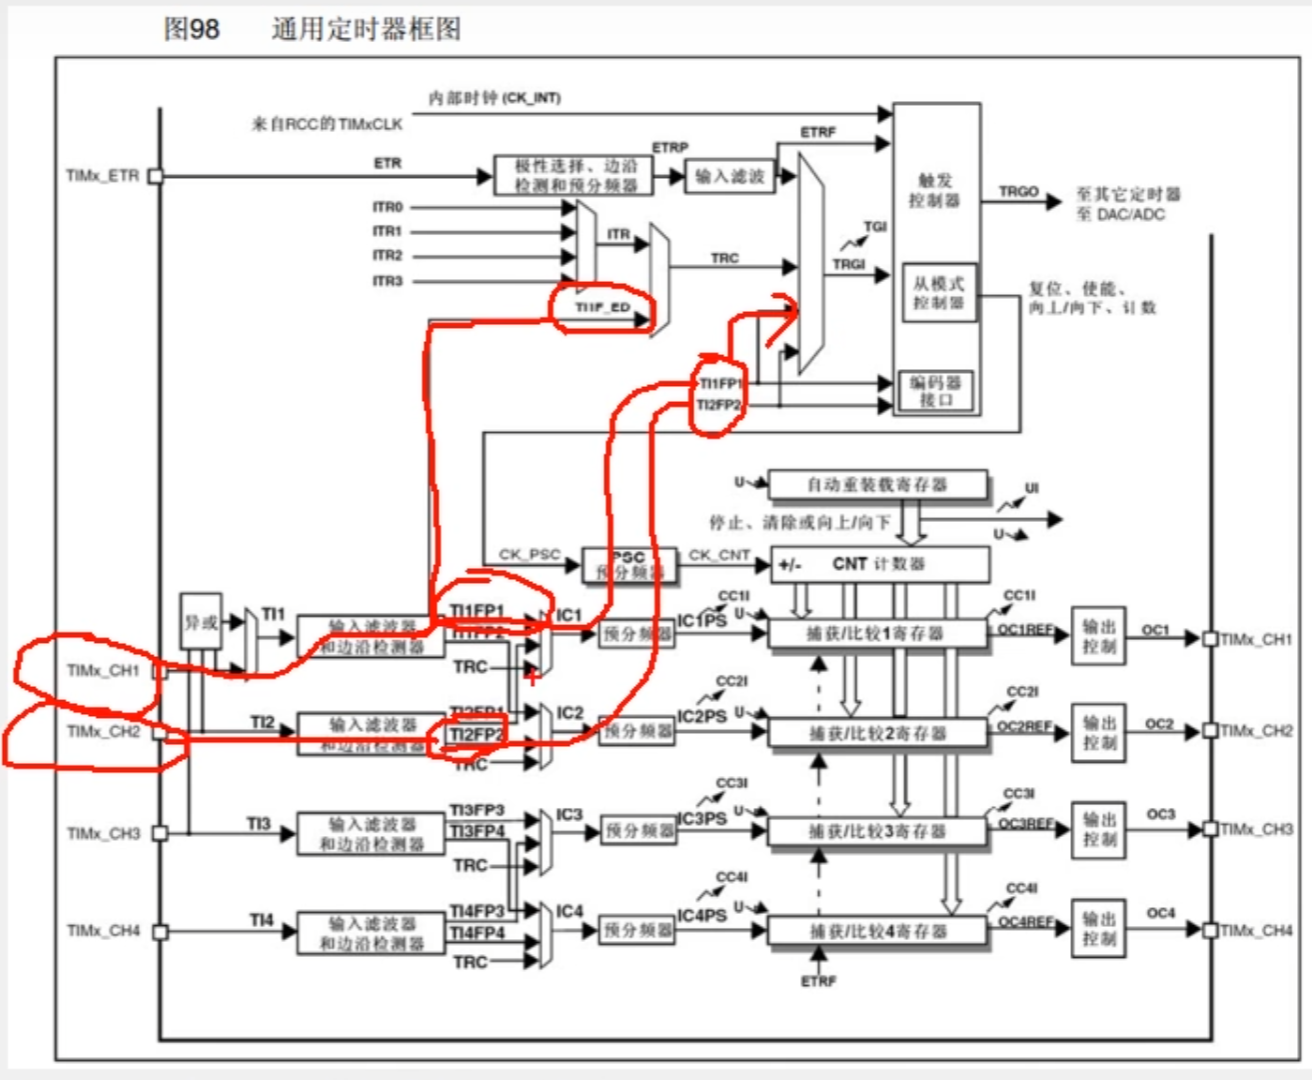 图98 通用定时器框图
内部时钟 (CK_INT)
来自RCC的TIMxCLK
ETRF
ETRP
TIMx_ETR
ETR
极性选择、边沿
检测和预分频器
输入滤波
触发
控制器
TRGO
至其它定时器
至 DAC/ADC
ITR0
ITR1
ITR2
ITR3
ITR
TRC
TGI
TRGI
TI1F_ED
从模式
控制器
复位、使能、
向上/向下、计数
TI1FP1
TI2FP2
编码器
接口
U
自动重装载寄存器
UI
停止、清除或向上/向下
U
CK_PSC
PSC
预分频器
CK_CNT
+/-
CNT 计数器
异或
TI1
输入滤波器
和边沿检测器
TI1FP1
TI1FP2
TRC
IC1
预分频器
IC1PS
CC1I
U
捕获/比较1寄存器
CC1I
OC1REF
输出
控制
OC1
TIMx_CH1
TIMx_CH1
TIMx_CH2
TI2
输入滤波器
和边沿检测器
TI2FP1
TI2FP2
TRC
IC2
预分频器
IC2PS
CC2I
U
捕获/比较2寄存器
CC2I
OC2REF
输出
控制
OC2
TIMx_CH2
TIMx_CH3
TI3
输入滤波器
和边沿检测器
TI3FP3
TI3FP4
TRC
IC3
预分频器
IC3PS
CC3I
U
捕获/比较3寄存器
CC3I
OC3REF
输出
控制
OC3
TIMx_CH3
TIMx_CH4
TI4
输入滤波器
和边沿检测器
TI4FP3
TI4FP4
TRC
IC4
预分频器
IC4PS
CC4I
U
捕获/比较4寄存器
CC4I
OC4REF
输出
控制
OC4
TIMx_CH4
ETRF